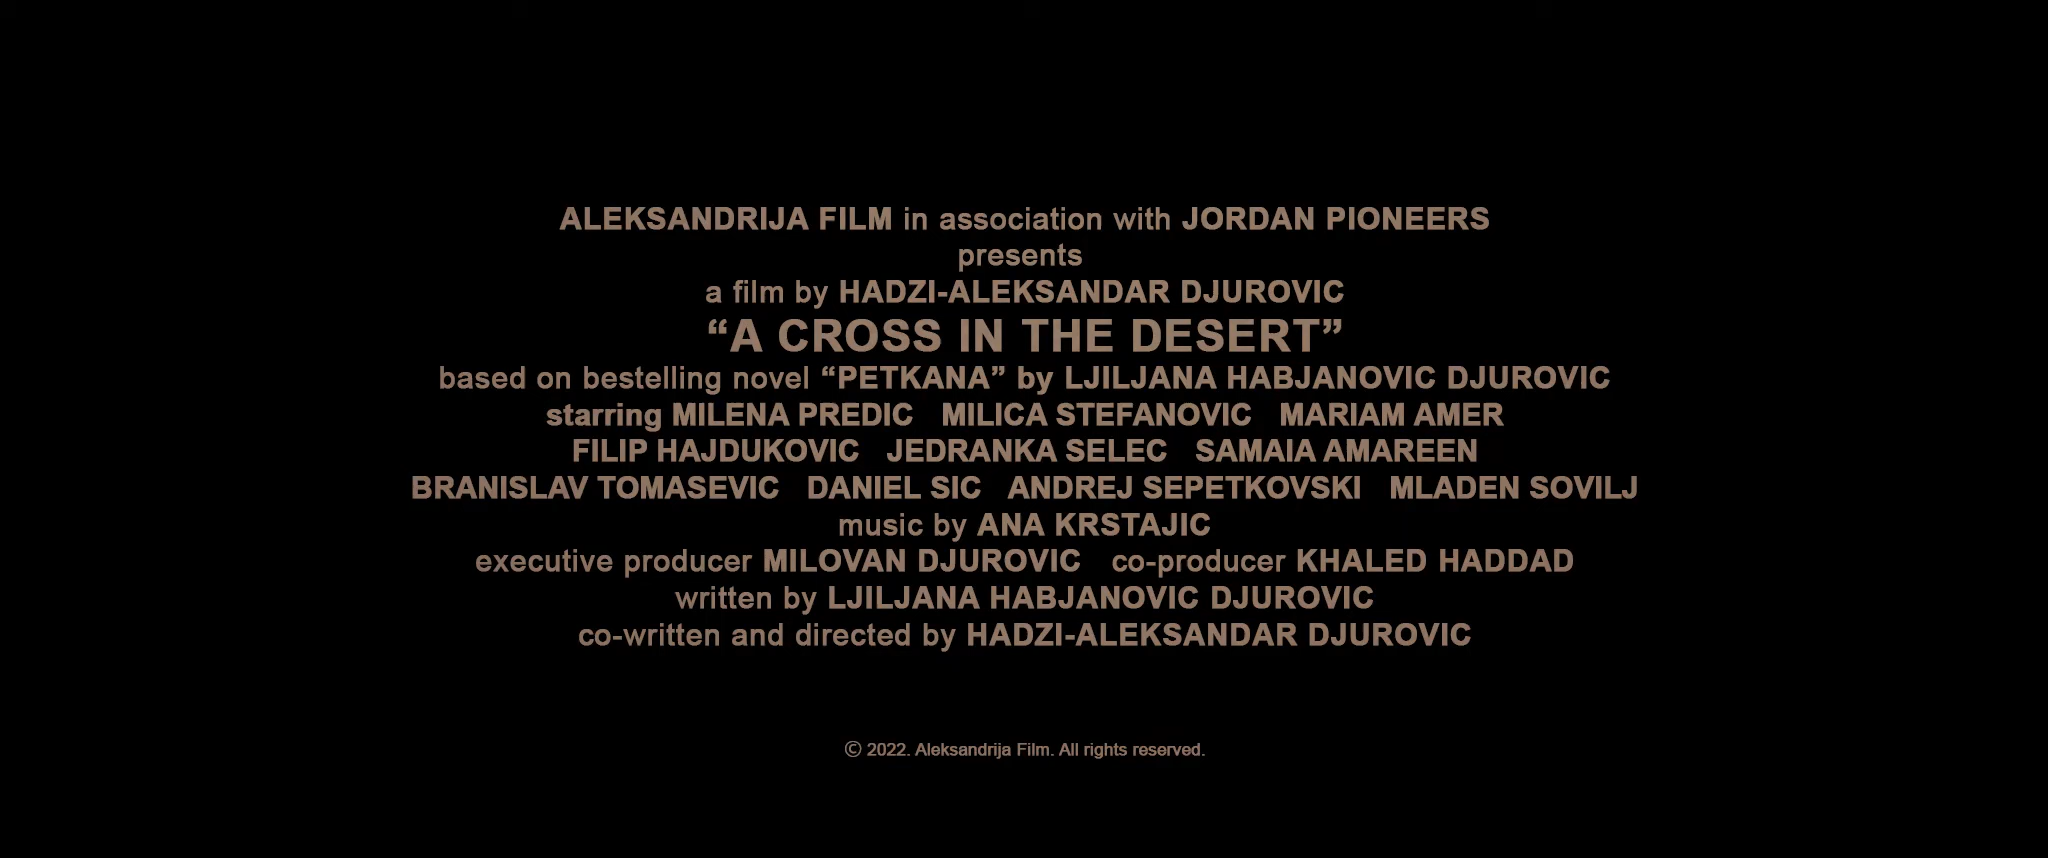 ALEKSANDRIJA FILM in association with JORDAN PIONEERS
presents
a film by HADZI-ALEKSANDAR DJUROVIC
“A CROSS IN THE DESERT”
based on bestelling novel “PETKANA” by LJILJANA HABJANOVIC DJUROVIC
starring MILENA PREDIC MILICA STEFANOVIC MARIAM AMER
FILIP HAJDUKOVIC JEDRANKA SELEC SAMAIA AMAREEN
BRANISLAV TOMASEVIC DANIEL SIC ANDREJ SEPETKOVSKI MLADEN SOVILJ
music by ANA KRSTAJIC
executive producer MILOVAN DJUROVIC co-producer KHALED HADDAD
written by LJILJANA HABJANOVIC DJUROVIC
co-written and directed by HADZI-ALEKSANDAR DJUROVIC
© 2022. Aleksandrija Film. All rights reserved.